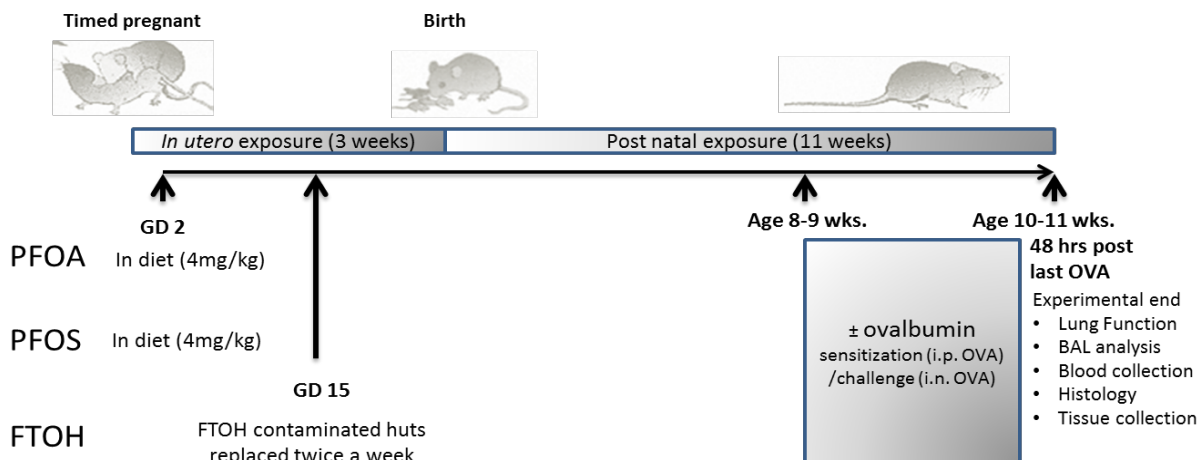 Timed pregnant
Birth
In utero exposure (3 weeks)
Post natal exposure (11 weeks)
GD 2
Age 8-9 wks.
Age 10-11 wks.
PFOA
In diet (4mg/kg)
48 hrs post
last OVA
Experimental end
• Lung Function
• BAL analysis
• Blood collection
• Histology
• Tissue collection
± ovalbumin
sensitization (i.p. OVA)
/challenge (i.n. OVA)
PFOS
In diet (4mg/kg)
GD 15
FTOH
FTOH contaminated huts
replaced twice a week